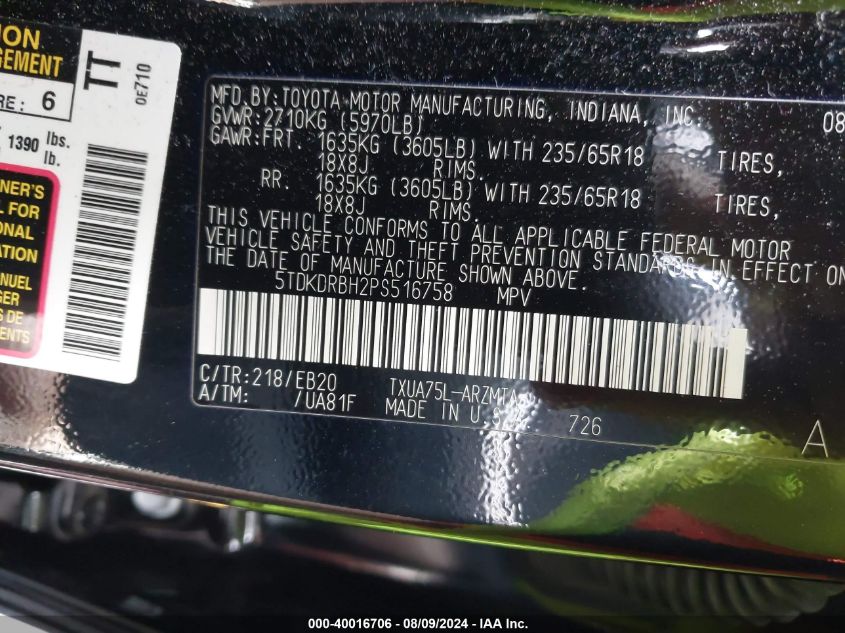 ION
GEMENT
RE: 6
1390 lbs.
lb.
NER'S
L FOR
ONAL
ATION
ANUEL
GER
S DE
ENTS
TT
0E710
MFD BY: TOYOTA MOTOR MANUFACTURING, INDIANA, INC. 08
GVWR: 2710KG (5970LB)
GAWR: FRT. 1635KG (3605LB) WITH 235/65R18 TIRES,
18X8J RIMS.
RR. 1635KG (3605LB) WITH 235/65R18 TIRES,
18X8J RIMS.
THIS VEHICLE CONFORMS TO ALL APPLICABLE FEDERAL MOTOR
VEHICLE SAFETY AND THEFT PREVENTION STANDARDS IN EFFECT ON
THE DATE OF MANUFACTURE SHOWN ABOVE.
5TDKDRBH2PS516758 MPV
C/TR: 218/EB20 TXUA75L-ARZMTA
A/TM: /UA81F MADE IN U.S. 726
A
000-40016706 - 08/09/2024 - IAA Inc.